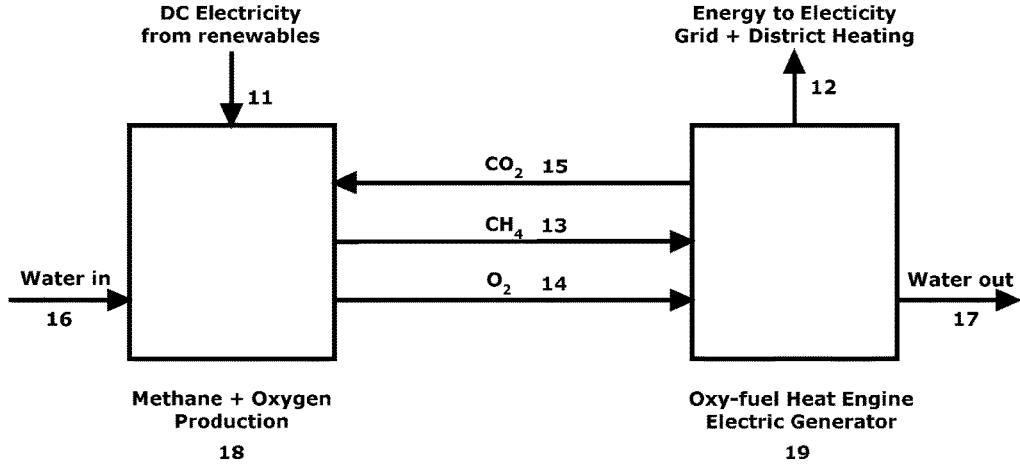 DC Electricity
from renewables
11
Energy to Electicity
Grid + District Heating
12
CO2 15
CH4 13
O2 14
Water in
16
Water out
17
Methane + Oxygen
Production
18
Oxy-fuel Heat Engine
Electric Generator
19